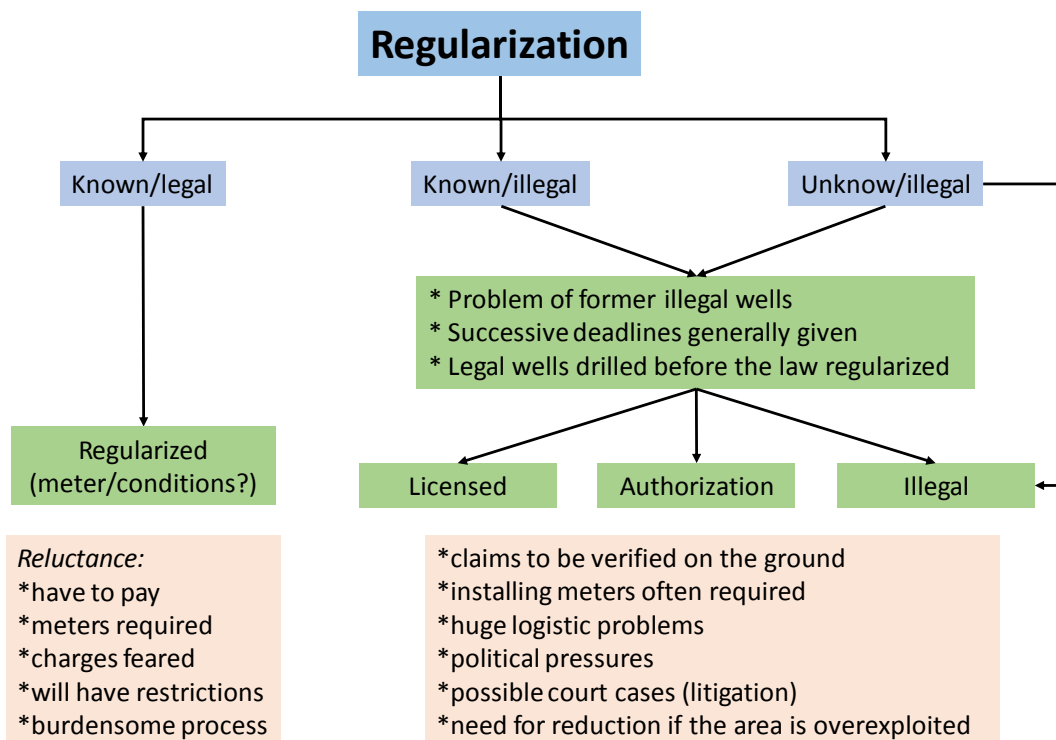 Regularization
Known/legal
Known/illegal
Unknow/illegal
* Problem of former illegal wells
* Successive deadlines generally given
* Legal wells drilled before the law regularized
Regularized
(meter/conditions?)
Licensed
Authorization
Illegal
Reluctance:
*have to pay
*meters required
*charges feared
*will have restrictions
*burdensome process
*claims to be verified on the ground
*installing meters often required
*huge logistic problems
*political pressures
*possible court cases (litigation)
*need for reduction if the area is overexploited